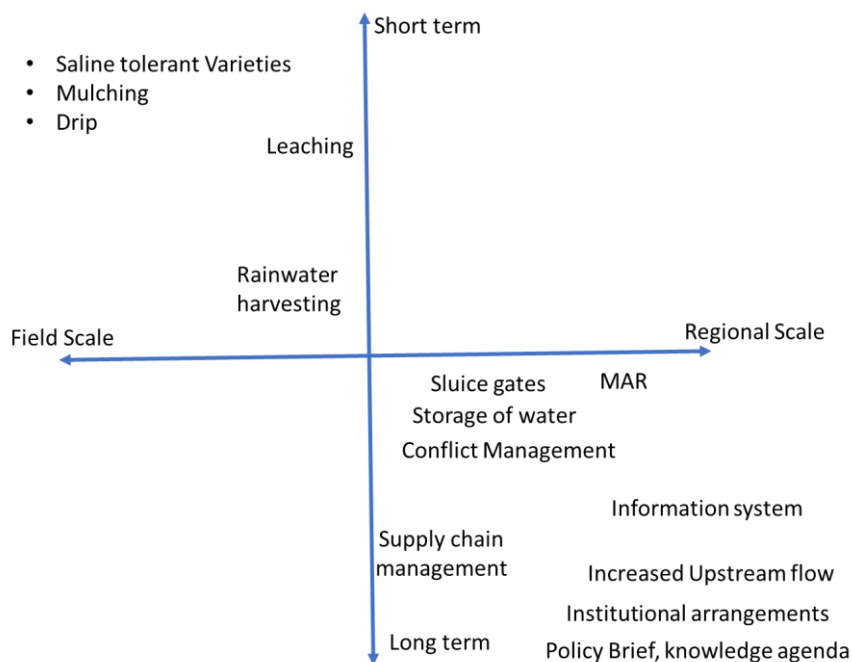 Short term
• Saline tolerant Varieties
• Mulching
• Drip
Leaching
Rainwater
harvesting
Field Scale
Regional Scale
Sluice gates
MAR
Storage of water
Conflict Management
Information system
Supply chain
management
Increased Upstream flow
Institutional arrangements
Long term
Policy Brief, knowledge agenda